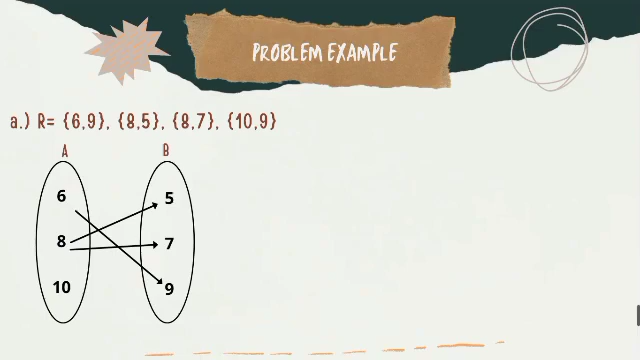 PROBLEM EXAMPLE
a.) R= {6,9}, {8,5}, {8,7}, {10,9}
A B
6 5
8 7
10 9